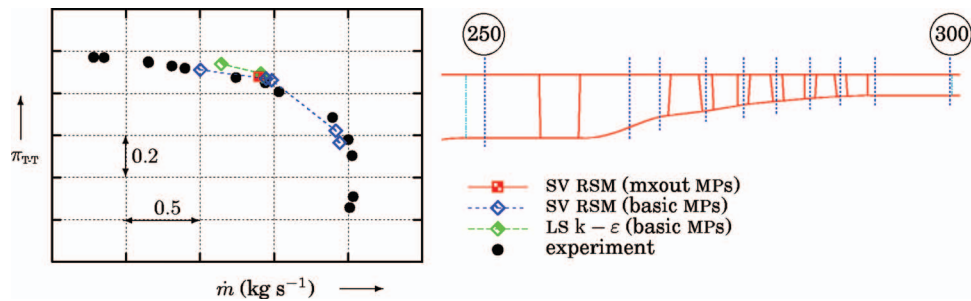 π_T-T
0.2
0.5
ṁ (kg s⁻¹)
250
300
SV RSM (mxout MPs)
SV RSM (basic MPs)
LS k − ε (basic MPs)
experiment